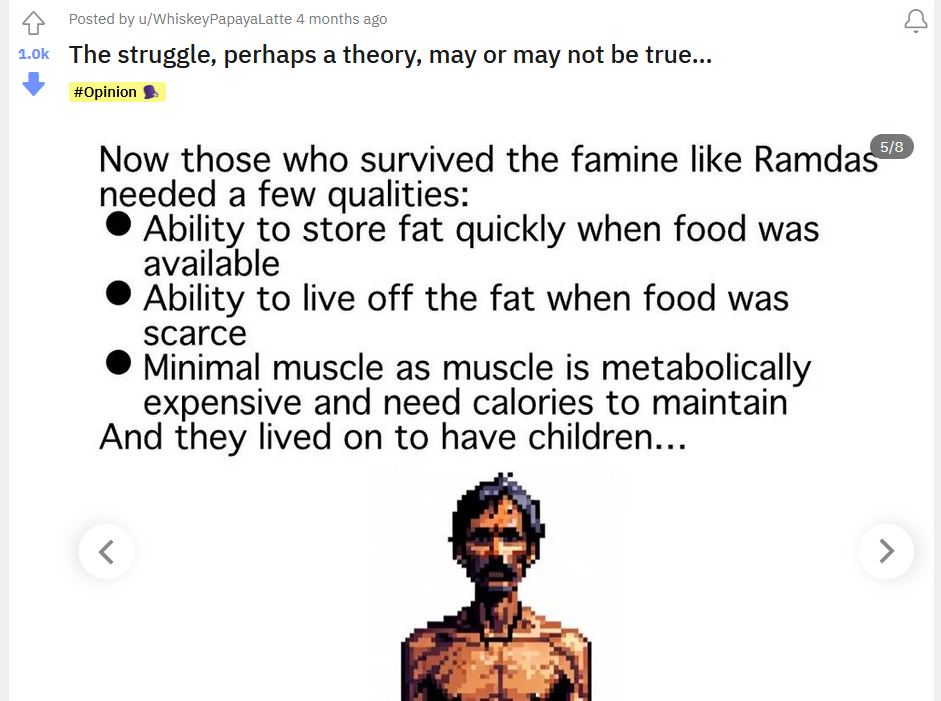 Posted by u/WhiskeyPapayaLatte 4 months ago
1.0k
The struggle, perhaps a theory, may or may not be true...
#Opinion 🗣
5/8
Now those who survived the famine like Ramdas
needed a few qualities:
● Ability to store fat quickly when food was
available
● Ability to live off the fat when food was
scarce
● Minimal muscle as muscle is metabolically
expensive and need calories to maintain
And they lived on to have children...